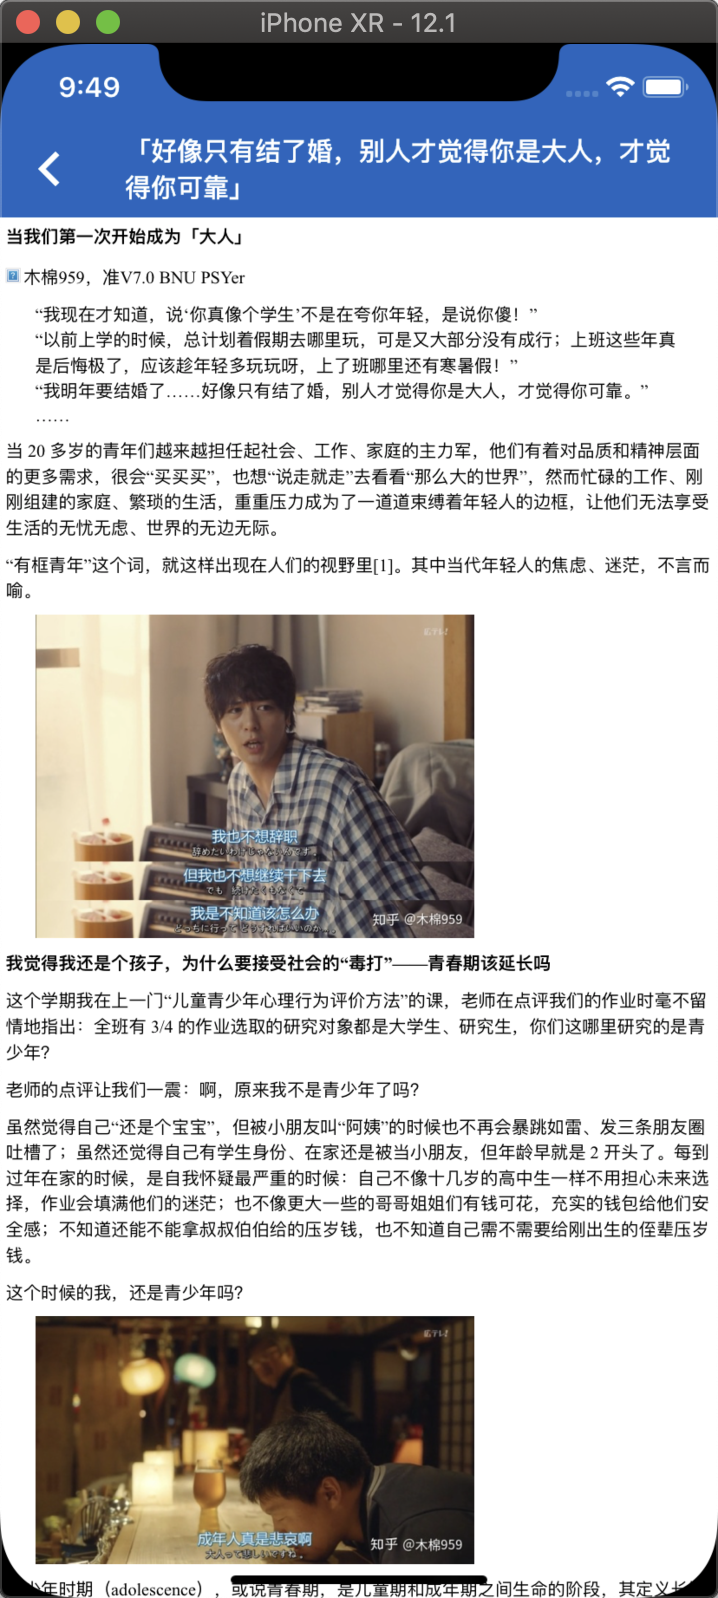 iPhone XR - 12.1
9:49
「好像只有结了婚，别人才觉得你是大人，才觉
得你可靠」
当我们第一次开始成为「大人」
木棉959，准V7.0 BNU PSYer
“我现在才知道，说‘你真像个学生’不是在夸你年轻，是说你傻！”
“以前上学的时候，总计划着假期去哪里玩，可是又大部分没有成行；上班这些年真
是后悔极了，应该趁年轻多玩玩呀，上了班哪里还有寒暑假！”
“我明年要结婚了……好像只有结了婚，别人才觉得你是大人，才觉得你可靠。”
……
当 20 多岁的青年们越来越担任起社会、工作、家庭的主力军，他们有着对品质和精神层面
的更多需求，很会“买买买”，也想“说走就走”去看看“那么大的世界”，然而忙碌的工作、刚
刚组建的家庭、繁琐的生活，重重压力成为了一道道束缚着年轻人的边框，让他们无法享受
生活的无忧无虑、世界的无边无际。
“有框青年”这个词，就这样出现在人们的视野里[1]。其中当代年轻人的焦虑、迷茫，不言而
喻。
我也不想辞职
辞めたいわけじゃないんです
但我也不想继续干下去
でも 続けたくもなくて
我是不知道该怎么办
どっちに行ってどうすればいいのか
知乎 @木棉959
我觉得我还是个孩子，为什么要接受社会的“毒打”——青春期该延长吗
这个学期我在上一门“儿童青少年心理行为评价方法”的课，老师在点评我们的作业时毫不留
情地指出：全班有 3/4 的作业选取的研究对象都是大学生、研究生，你们这哪里研究的是青
少年？
老师的点评让我们一震：啊，原来我不是青少年了吗？
虽然觉得自己“还是个宝宝”，但被小朋友叫“阿姨”的时候也不再会暴跳如雷、发三条朋友圈
吐槽了；虽然还觉得自己有学生身份、在家还是被当小朋友，但年龄早就是 2 开头了。每到
过年在家的时候，是自我怀疑最严重的时候：自己不像十几岁的高中生一样不用担心未来选
择，作业会填满他们的迷茫；也不像更大一些的哥哥姐姐们有钱可花，充实的钱包给他们安
全感；不知道还能不能拿叔叔伯伯给的压岁钱，也不知道自己需不需要给刚出生的侄辈压岁
钱。
这个时候的我，还是青少年吗？
成年人真是悲哀啊
大人って悲しいですね。
知乎 @木棉959
少年时期（adolescence），或说青春期，是儿童期和成年期之间生命的阶段，其定义长